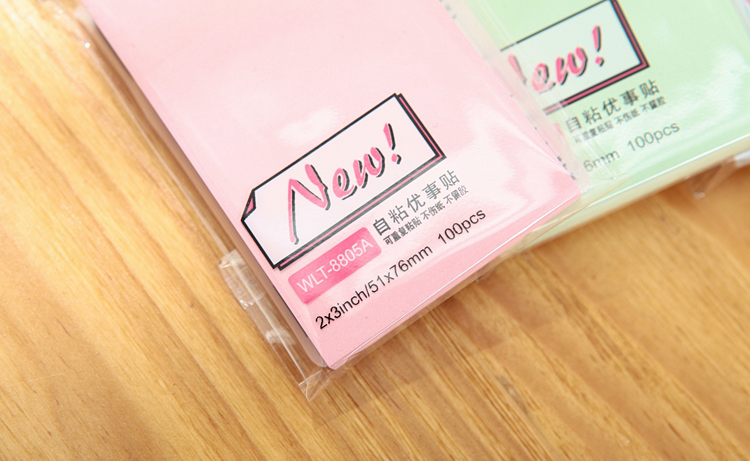 New!
自粘优事贴
可重复粘贴 不伤纸 不留胶
WLT-8805A
2x3inch/51x76mm 100pcs
ew!
自粘优事贴
可重复粘贴 不伤纸 不留胶
6mm 100pcs